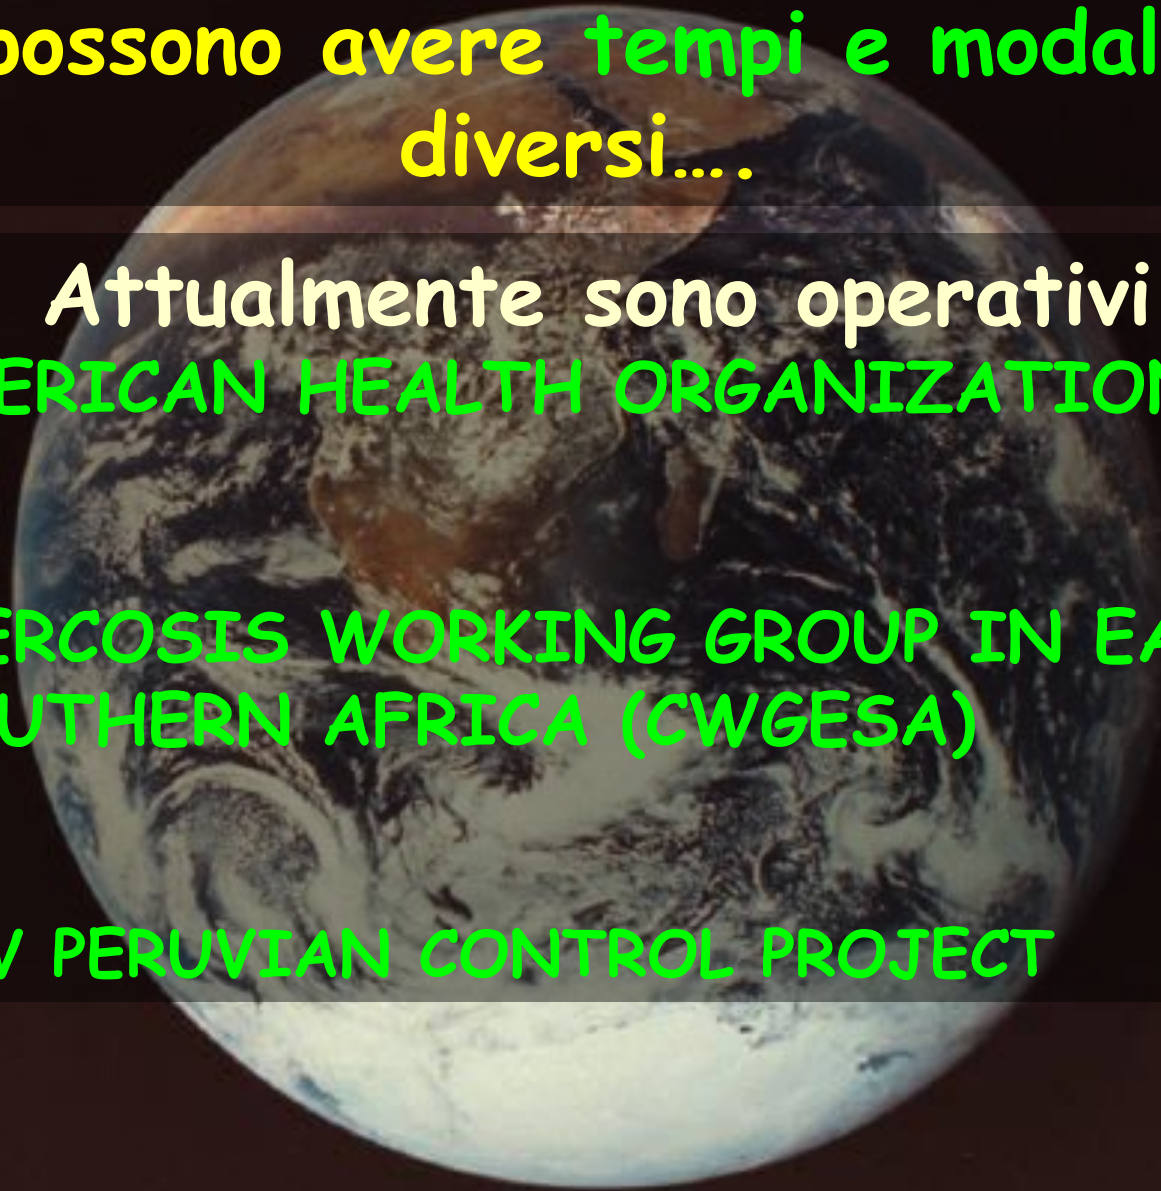 possono avere tempi e modal
diversi….
Attualmente sono operativi
ERICAN HEALTH ORGANIZATION
ERCOSIS WORKING GROUP IN EA
UTHERN AFRICA (CWGESA)
PERUVIAN CONTROL PROJECT